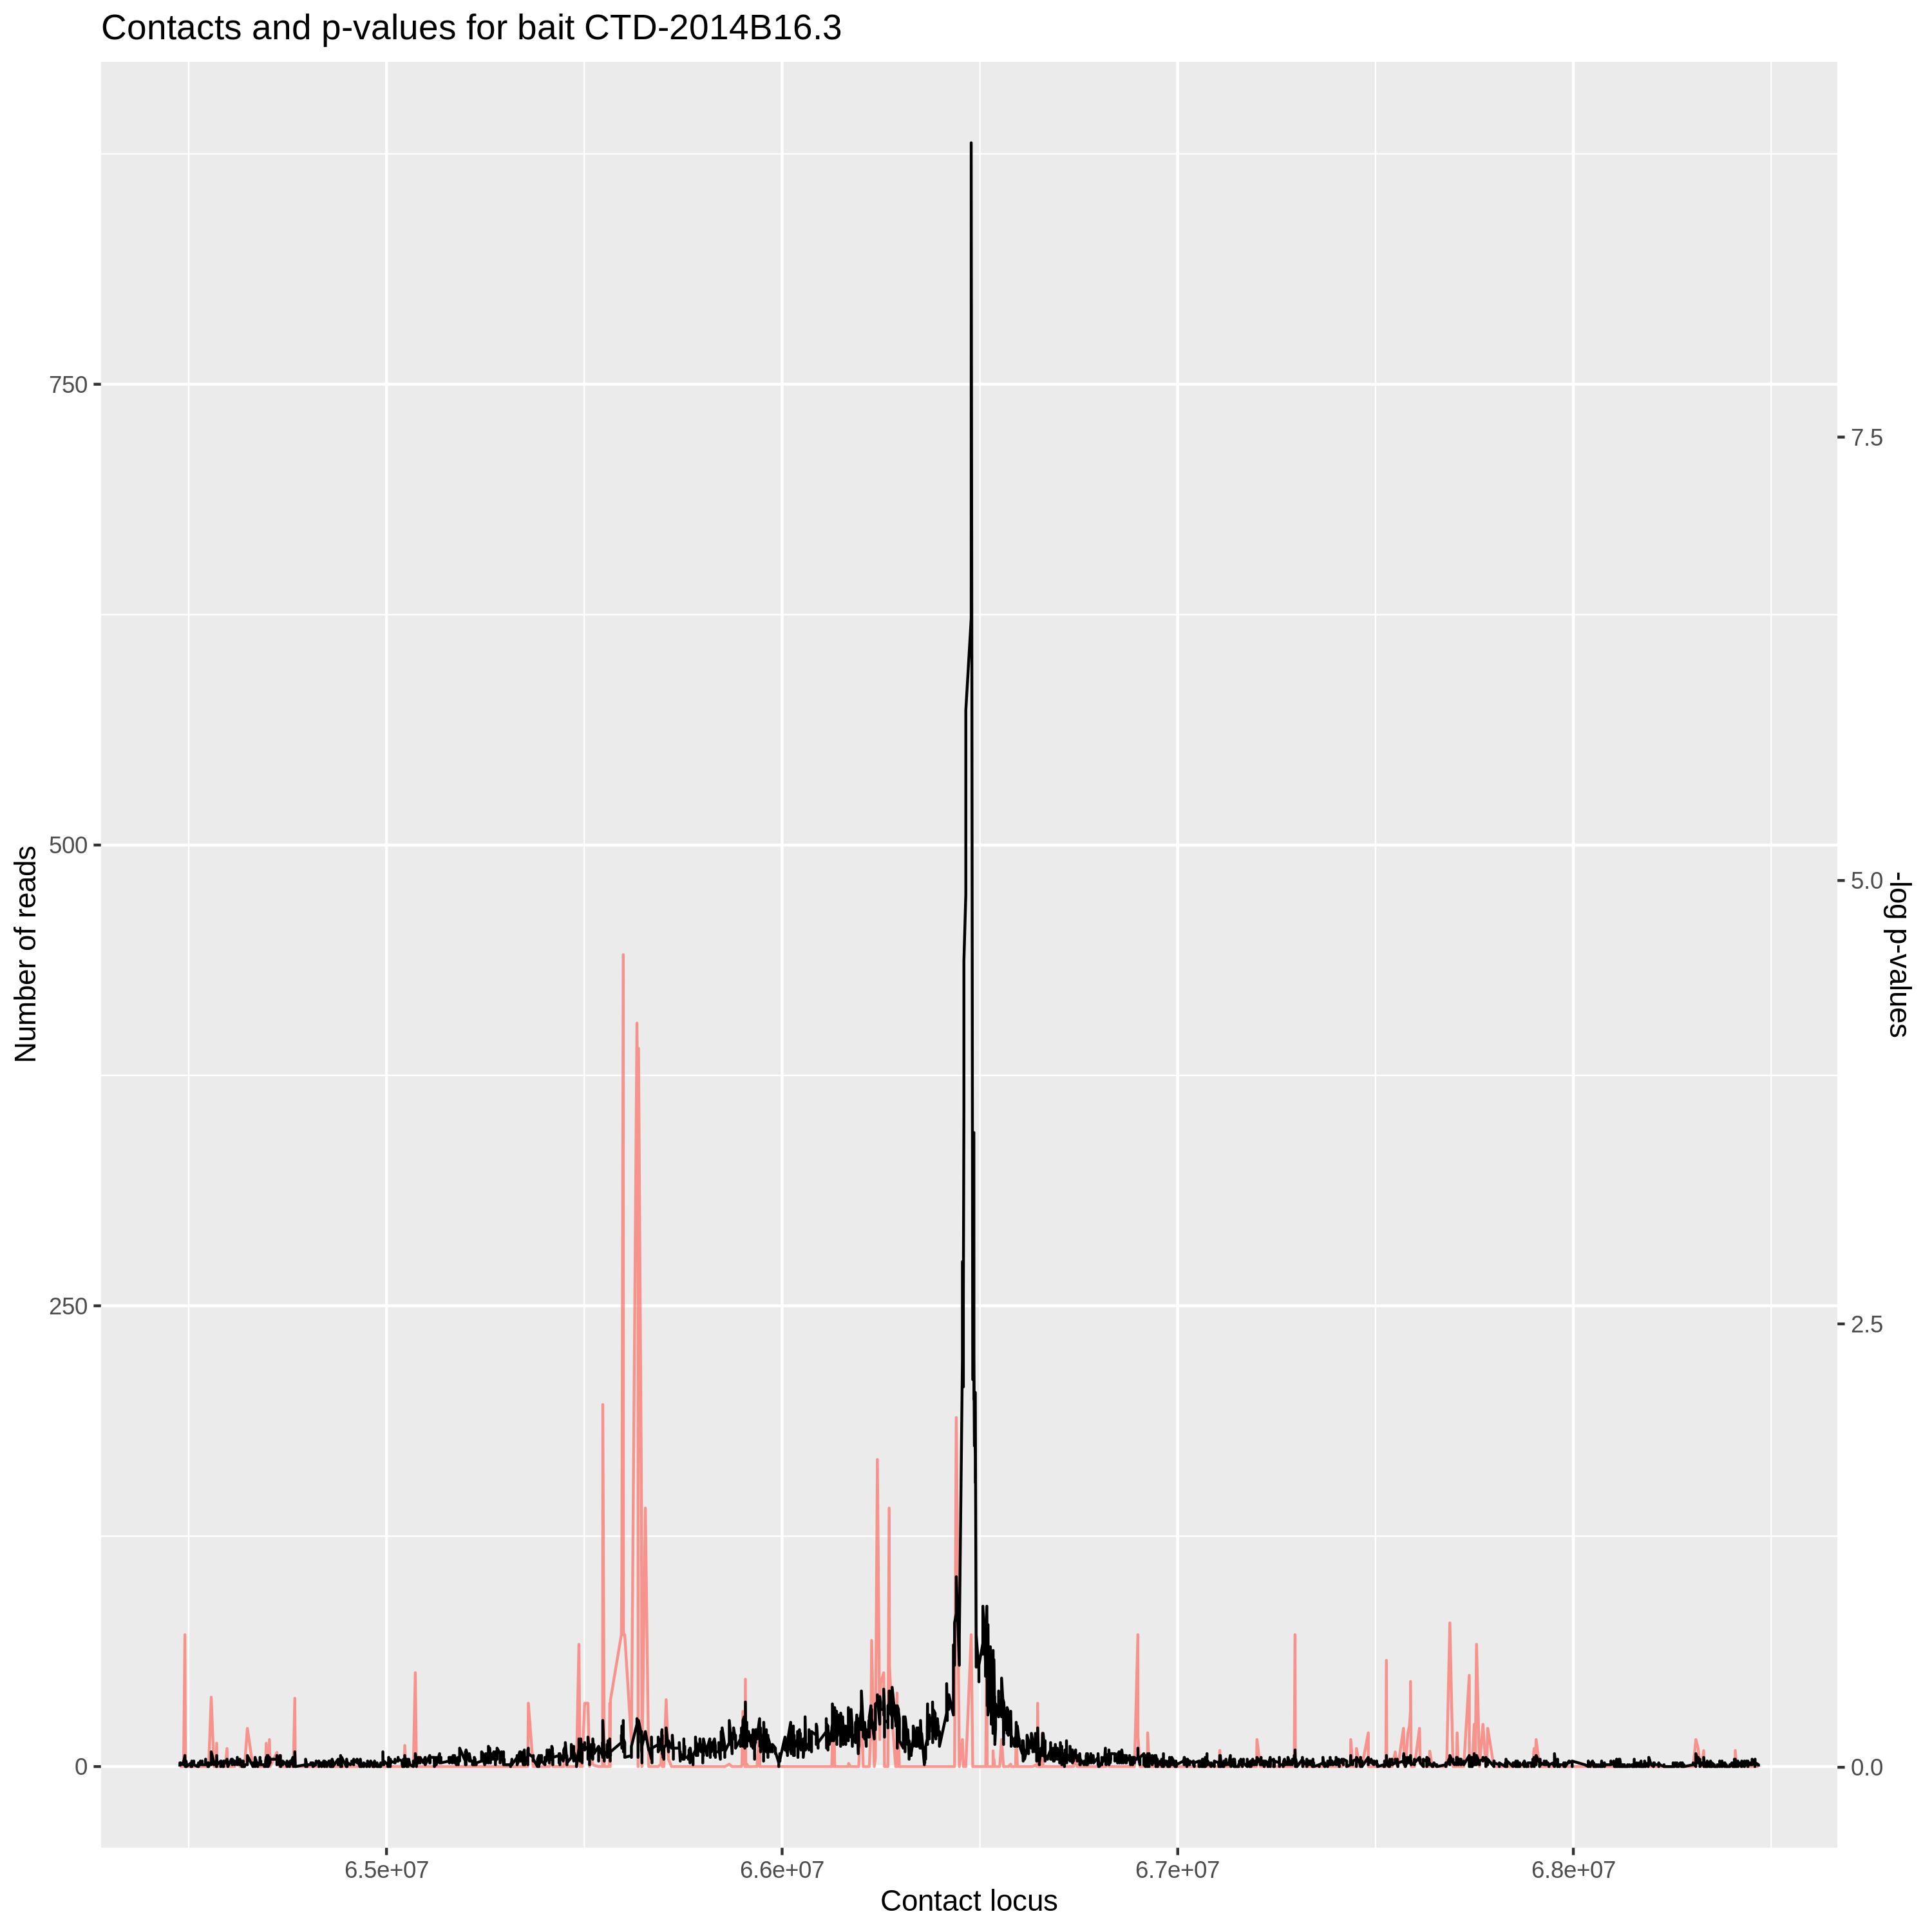 Contacts and p-values for bait CTD-2014B16.3
750
500
250
0
Number of reads
7.5
5.0
2.5
0.0
-log p-values
6.5e+07 6.6e+07 6.7e+07 6.8e+07
Contact locus